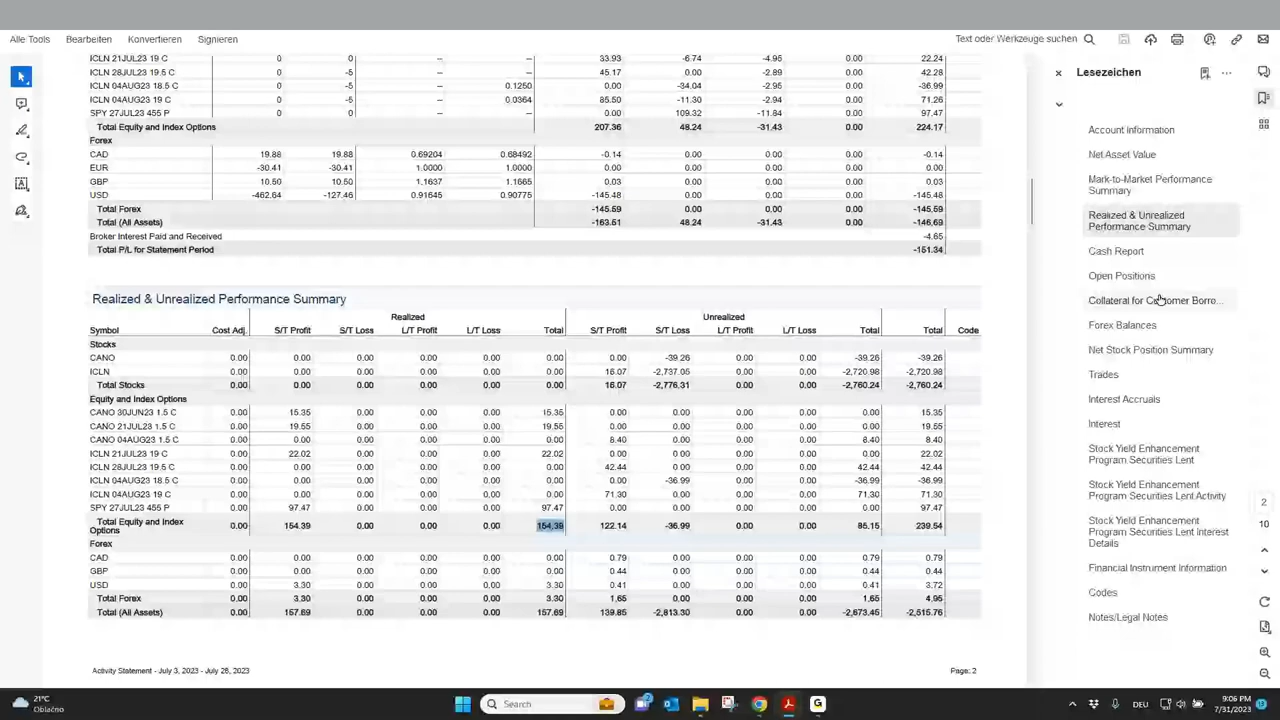 Alle Tools Bearbeiten Konvertieren Signieren Text oder Werkzeuge suchen
ICLN 21JUL23 19 C 0 0 -- -- 33.93 -6.74 -4.95 0.00 22.24
ICLN 28JUL23 19.5 C 0 -5 -- -- 45.17 0.00 -2.89 0.00 42.28
ICLN 04AUG23 18.5 C 0 -5 -- 0.1250 0.00 -34.04 -2.95 0.00 -36.99
ICLN 04AUG23 19 C 0 -5 -- 0.0364 85.50 -11.30 -2.94 0.00 71.26
SPY 27JUL23 455 P 0 0 -- -- 0.00 109.32 -11.84 0.00 97.47
Total Equity and Index Options 207.36 48.24 -31.43 0.00 224.17
Forex
CAD 19.88 19.88 0.69204 0.68492 -0.14 0.00 0.00 0.00 -0.14
EUR -30.41 -30.41 1.0000 1.0000 0.00 0.00 0.00 0.00 0.00
GBP 10.50 10.50 1.1637 1.1665 0.03 0.00 0.00 0.00 0.03
USD -462.64 -127.46 0.91645 0.90775 -145.48 0.00 0.00 0.00 -145.48
Total Forex -145.59 0.00 0.00 0.00 -145.59
Total (All Assets) -163.51 48.24 -31.43 0.00 -146.69
Broker Interest Paid and Received -4.65
Total P/L for Statement Period -151.34
Realized & Unrealized Performance Summary
Realized Unrealized
Symbol Cost Adj. S/T Profit S/T Loss L/T Profit L/T Loss Total S/T Profit S/T Loss L/T Profit L/T Loss Total Total Code
Stocks
CANO 0.00 0.00 0.00 0.00 0.00 0.00 0.00 -39.26 0.00 0.00 -39.26 -39.26
ICLN 0.00 0.00 0.00 0.00 0.00 0.00 16.07 -2,737.05 0.00 0.00 -2,720.98 -2,720.98
Total Stocks 0.00 0.00 0.00 0.00 0.00 0.00 16.07 -2,776.31 0.00 0.00 -2,760.24 -2,760.24
Equity and Index Options
CANO 30JUN23 1.5 C 0.00 15.35 0.00 0.00 0.00 15.35 0.00 0.00 0.00 0.00 0.00 15.35
CANO 21JUL23 1.5 C 0.00 19.55 0.00 0.00 0.00 19.55 0.00 0.00 0.00 0.00 0.00 19.55
CANO 04AUG23 1.5 C 0.00 0.00 0.00 0.00 0.00 0.00 8.40 0.00 0.00 0.00 8.40 8.40
ICLN 21JUL23 19 C 0.00 22.02 0.00 0.00 0.00 22.02 0.00 0.00 0.00 0.00 0.00 22.02
ICLN 28JUL23 19.5 C 0.00 0.00 0.00 0.00 0.00 0.00 42.44 0.00 0.00 0.00 42.44 42.44
ICLN 04AUG23 18.5 C 0.00 0.00 0.00 0.00 0.00 0.00 0.00 -36.99 0.00 0.00 -36.99 -36.99
ICLN 04AUG23 19 C 0.00 0.00 0.00 0.00 0.00 0.00 71.30 0.00 0.00 0.00 71.30 71.30
SPY 27JUL23 455 P 0.00 97.47 0.00 0.00 0.00 97.47 0.00 0.00 0.00 0.00 0.00 97.47
Total Equity and Index
Options 0.00 154.39 0.00 0.00 0.00 154.39 122.14 -36.99 0.00 0.00 85.15 239.54
Forex
CAD 0.00 0.00 0.00 0.00 0.00 0.00 0.79 0.00 0.00 0.00 0.79 0.79
GBP 0.00 0.00 0.00 0.00 0.00 0.00 0.44 0.00 0.00 0.00 0.44 0.44
USD 0.00 3.30 0.00 0.00 0.00 3.30 0.41 0.00 0.00 0.00 0.41 3.72
Total Forex 0.00 3.30 0.00 0.00 0.00 3.30 1.65 0.00 0.00 0.00 1.65 4.95
Total (All Assets) 0.00 157.69 0.00 0.00 0.00 157.69 139.85 -2,813.30 0.00 0.00 -2,673.45 -2,515.76
Activity Statement - July 3, 2023 - July 28, 2023 Page: 2
Lesezeichen
Account Information
Net Asset Value
Mark-to-Market Performance
Summary
Realized & Unrealized
Performance Summary
Cash Report
Open Positions
Collateral for Customer Borro...
Forex Balances
Net Stock Position Summary
Trades
Interest Accruals
Interest
Stock Yield Enhancement
Program Securities Lent
Stock Yield Enhancement
Program Securities Lent Activity
Stock Yield Enhancement
Program Securities Lent Interest
Details
Financial Instrument Information
Codes
Notes/Legal Notes
2
10
21°C
Oblačno
Search
DEU
9:06 PM
7/31/2023